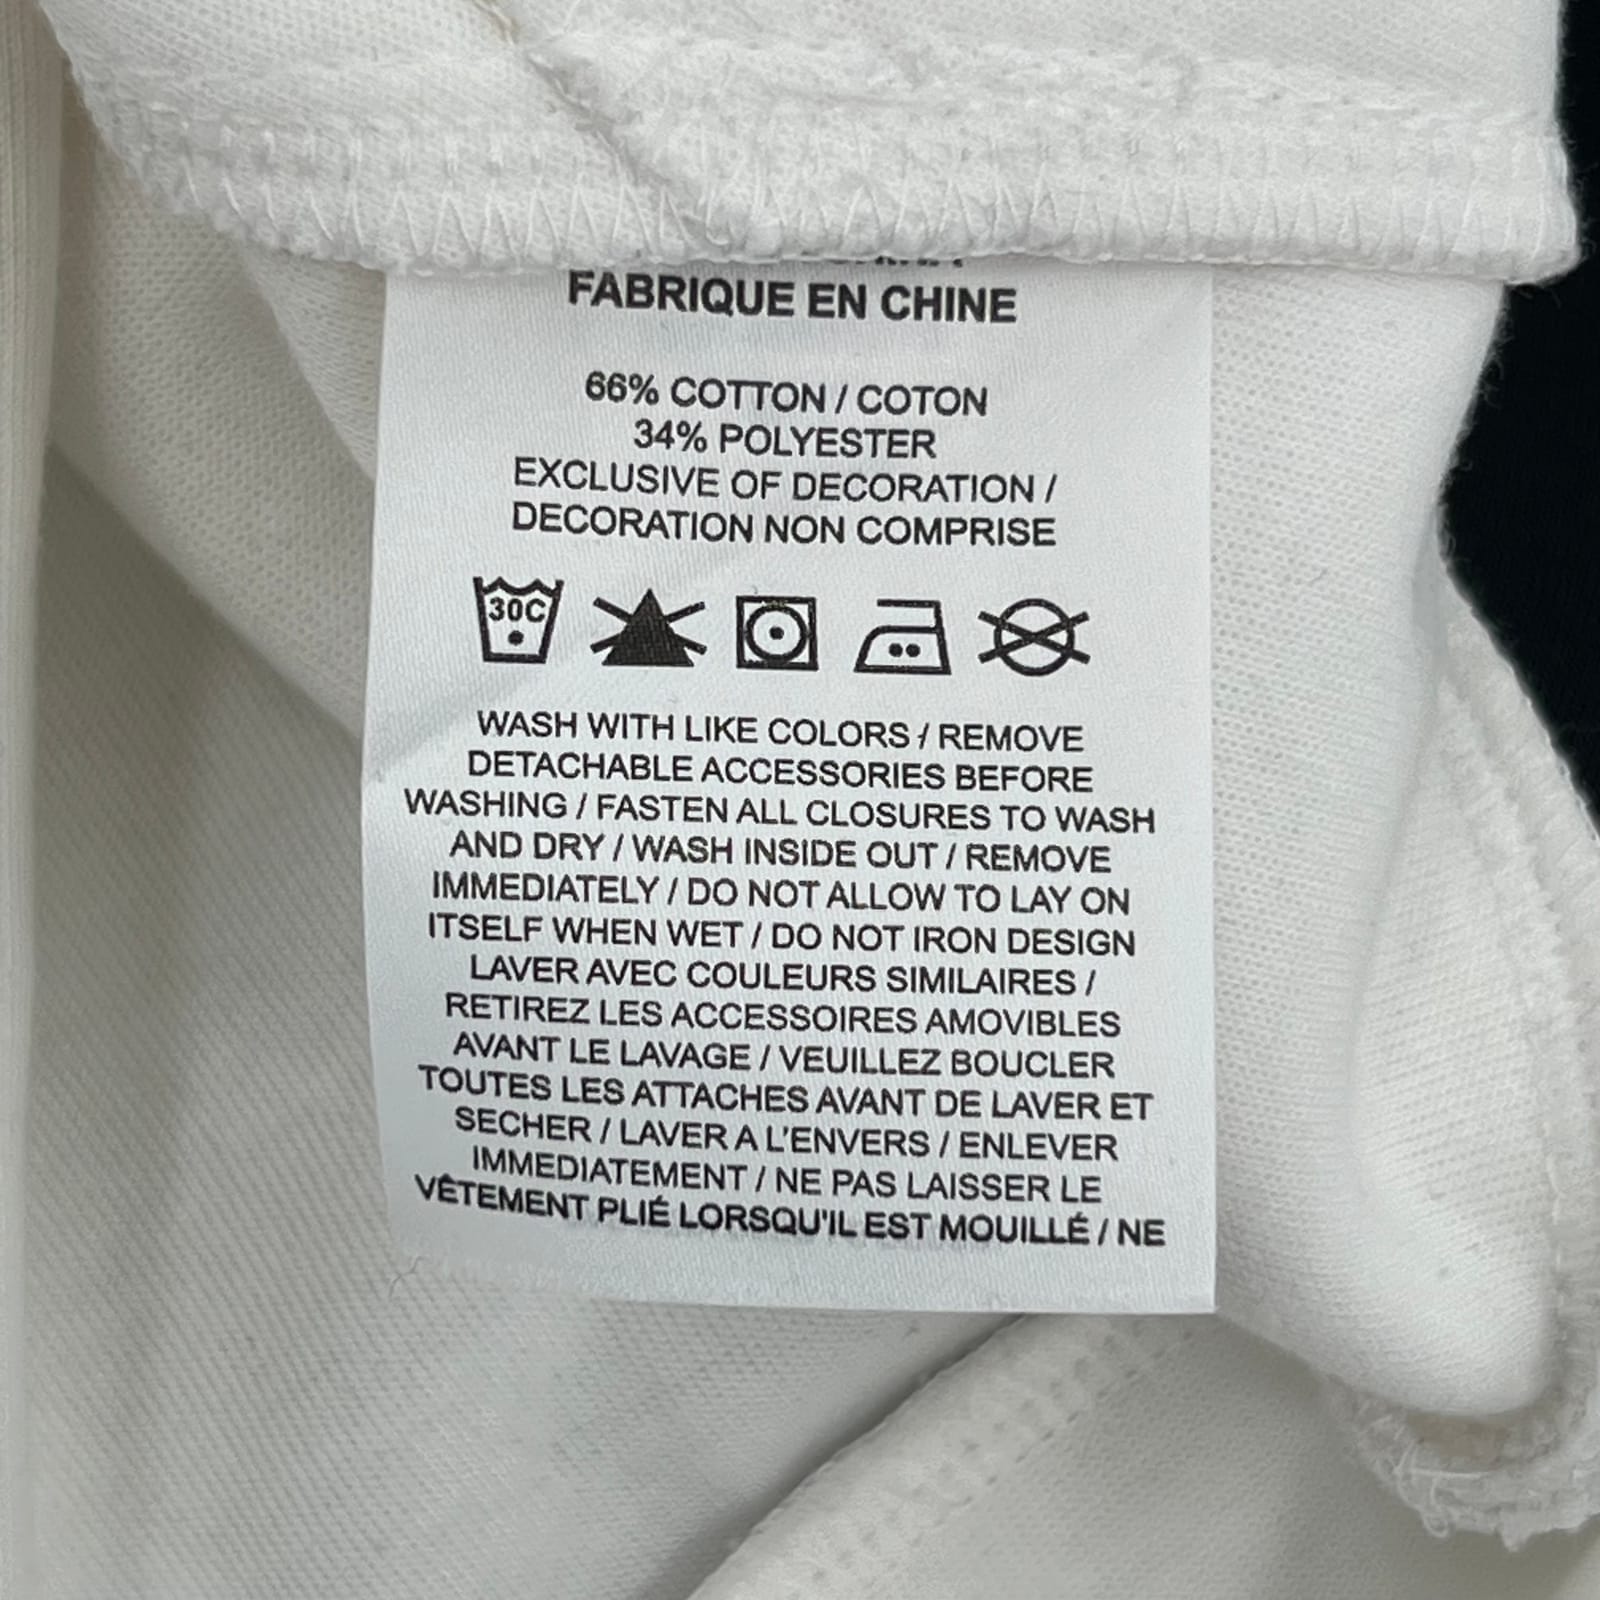 FABRIQUE EN CHINE
66% COTTON / COTON
34% POLYESTER
EXCLUSIVE OF DECORATION /
DECORATION NON COMPRISE
30C
WASH WITH LIKE COLORS / REMOVE
DETACHABLE ACCESSORIES BEFORE
WASHING / FASTEN ALL CLOSURES TO WASH
AND DRY / WASH INSIDE OUT / REMOVE
IMMEDIATELY / DO NOT ALLOW TO LAY ON
ITSELF WHEN WET / DO NOT IRON DESIGN
LAVER AVEC COULEURS SIMILAIRES /
RETIREZ LES ACCESSOIRES AMOVIBLES
AVANT LE LAVAGE / VEUILLEZ BOUCLER
TOUTES LES ATTACHES AVANT DE LAVER ET
SECHER / LAVER A L'ENVERS / ENLEVER
IMMEDIATEMENT / NE PAS LAISSER LE
VÊTEMENT PLIÉ LORSQU'IL EST MOUILLÉ / NE